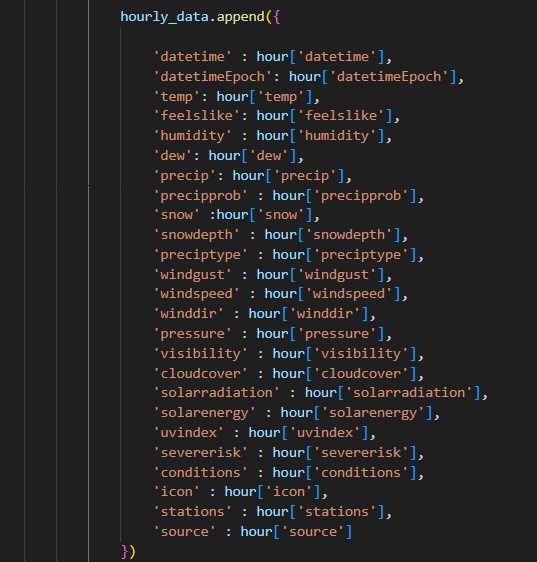 hourly_data.append({
'datetime' : hour['datetime'],
'datetimeEpoch': hour['datetimeEpoch'],
'temp': hour['temp'],
'feelslike': hour['feelslike'],
'humidity' : hour['humidity'],
'dew': hour['dew'],
'precip': hour['precip'],
'precipprob' : hour['precipprob'],
'snow' :hour['snow'],
'snowdepth' : hour['snowdepth'],
'preciptype' : hour['preciptype'],
'windgust' : hour['windgust'],
'windspeed' : hour['windspeed'],
'winddir' : hour['winddir'],
'pressure' : hour['pressure'],
'visibility' : hour['visibility'],
'cloudcover' : hour['cloudcover'],
'solarradiation' : hour['solarradiation'],
'solarenergy' : hour['solarenergy'],
'uvindex' : hour['uvindex'],
'severerisk' : hour['severerisk'],
'conditions' : hour['conditions'],
'icon' : hour['icon'],
'stations' : hour['stations'],
'source' : hour['source']
})